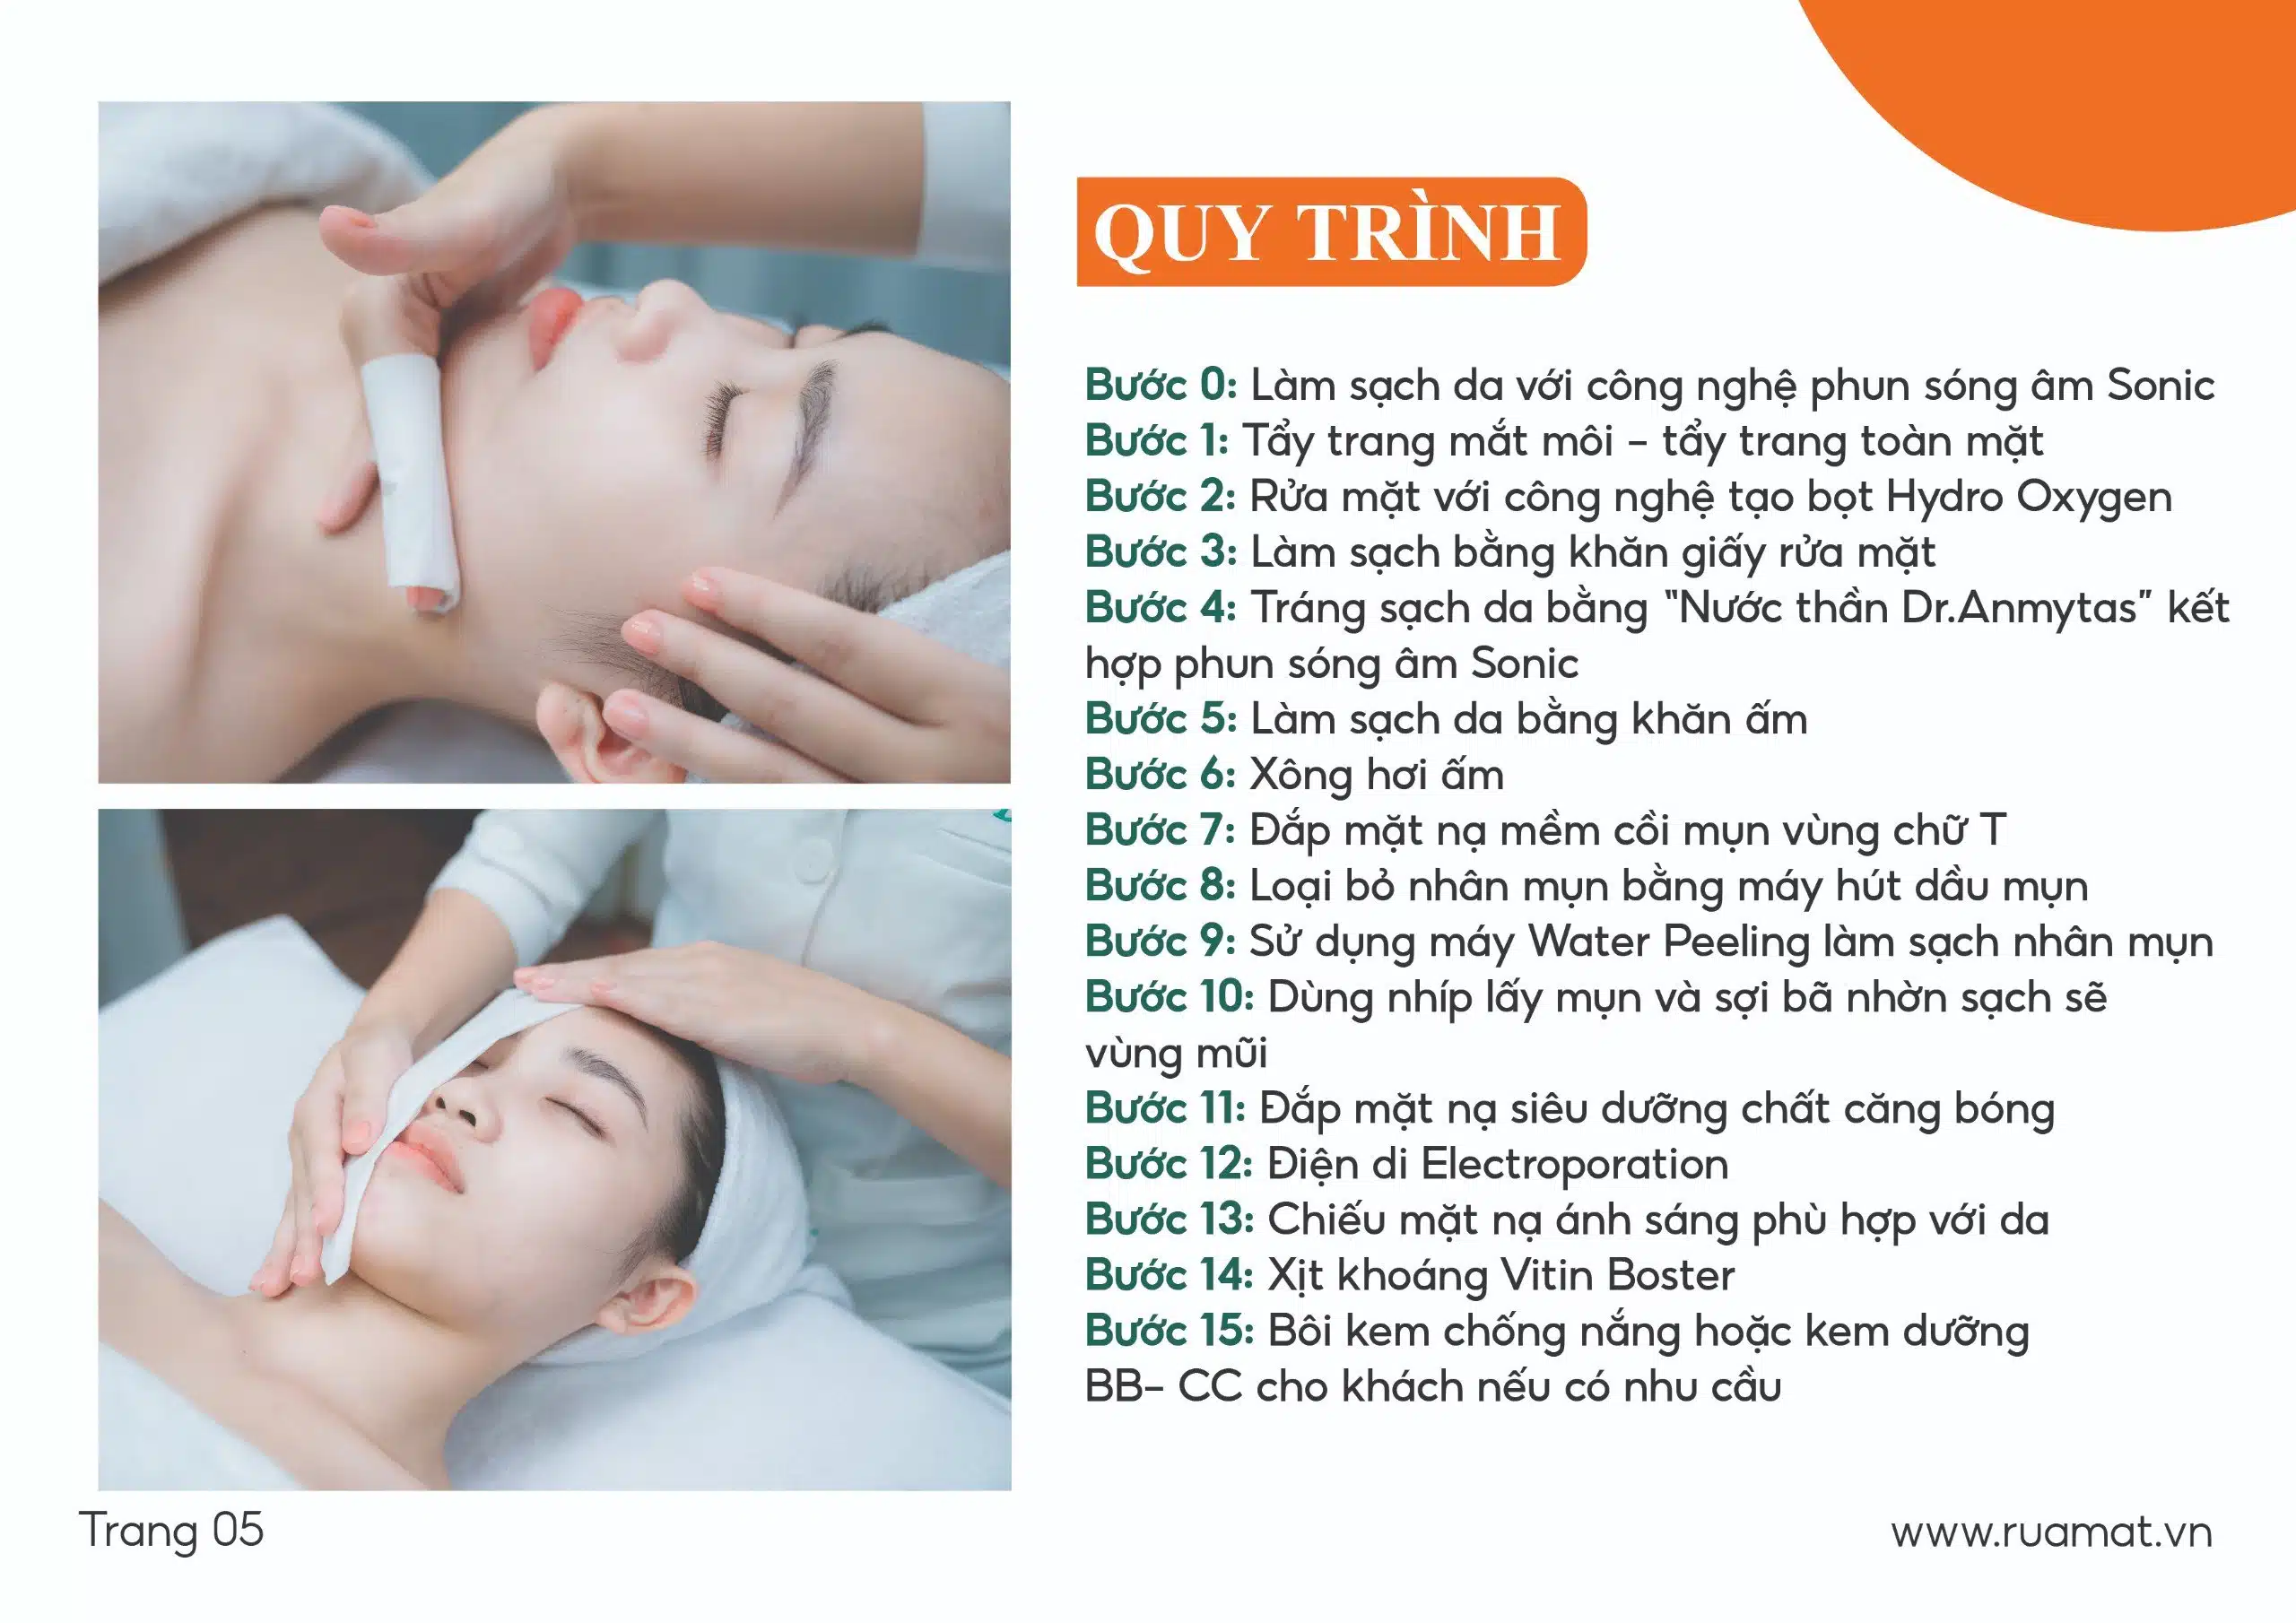 QUY TRÌNH
Bước 0: Làm sạch da với công nghệ phun sóng âm Sonic
Bước 1: Tẩy trang mắt môi - tẩy trang toàn mặt
Bước 2: Rửa mặt với công nghệ tạo bọt Hydro Oxygen
Bước 3: Làm sạch bằng khăn giấy rửa mặt
Bước 4: Tráng sạch da bằng "Nước thần Dr.Anmytas" kết
hợp phun sóng âm Sonic
Bước 5: Làm sạch da bằng khăn ấm
Bước 6: Xông hơi ấm
Bước 7: Đắp mặt nạ mềm cồi mụn vùng chữ T
Bước 8: Loại bỏ nhân mụn bằng máy hút dầu mụn
Bước 9: Sử dụng máy Water Peeling làm sạch nhân mụn
Bước 10: Dùng nhíp lấy mụn và sợi bã nhờn sạch sẽ
vùng mũi
Bước 11: Đắp mặt nạ siêu dưỡng chất căng bóng
Bước 12: Điện di Electroporation
Bước 13: Chiếu mặt nạ ánh sáng phù hợp với da
Bước 14: Xịt khoáng Vitin Boster
Bước 15: Bôi kem chống nắng hoặc kem dưỡng
BB- CC cho khách nếu có nhu cầu
Trang 05
www.ruamat.vn